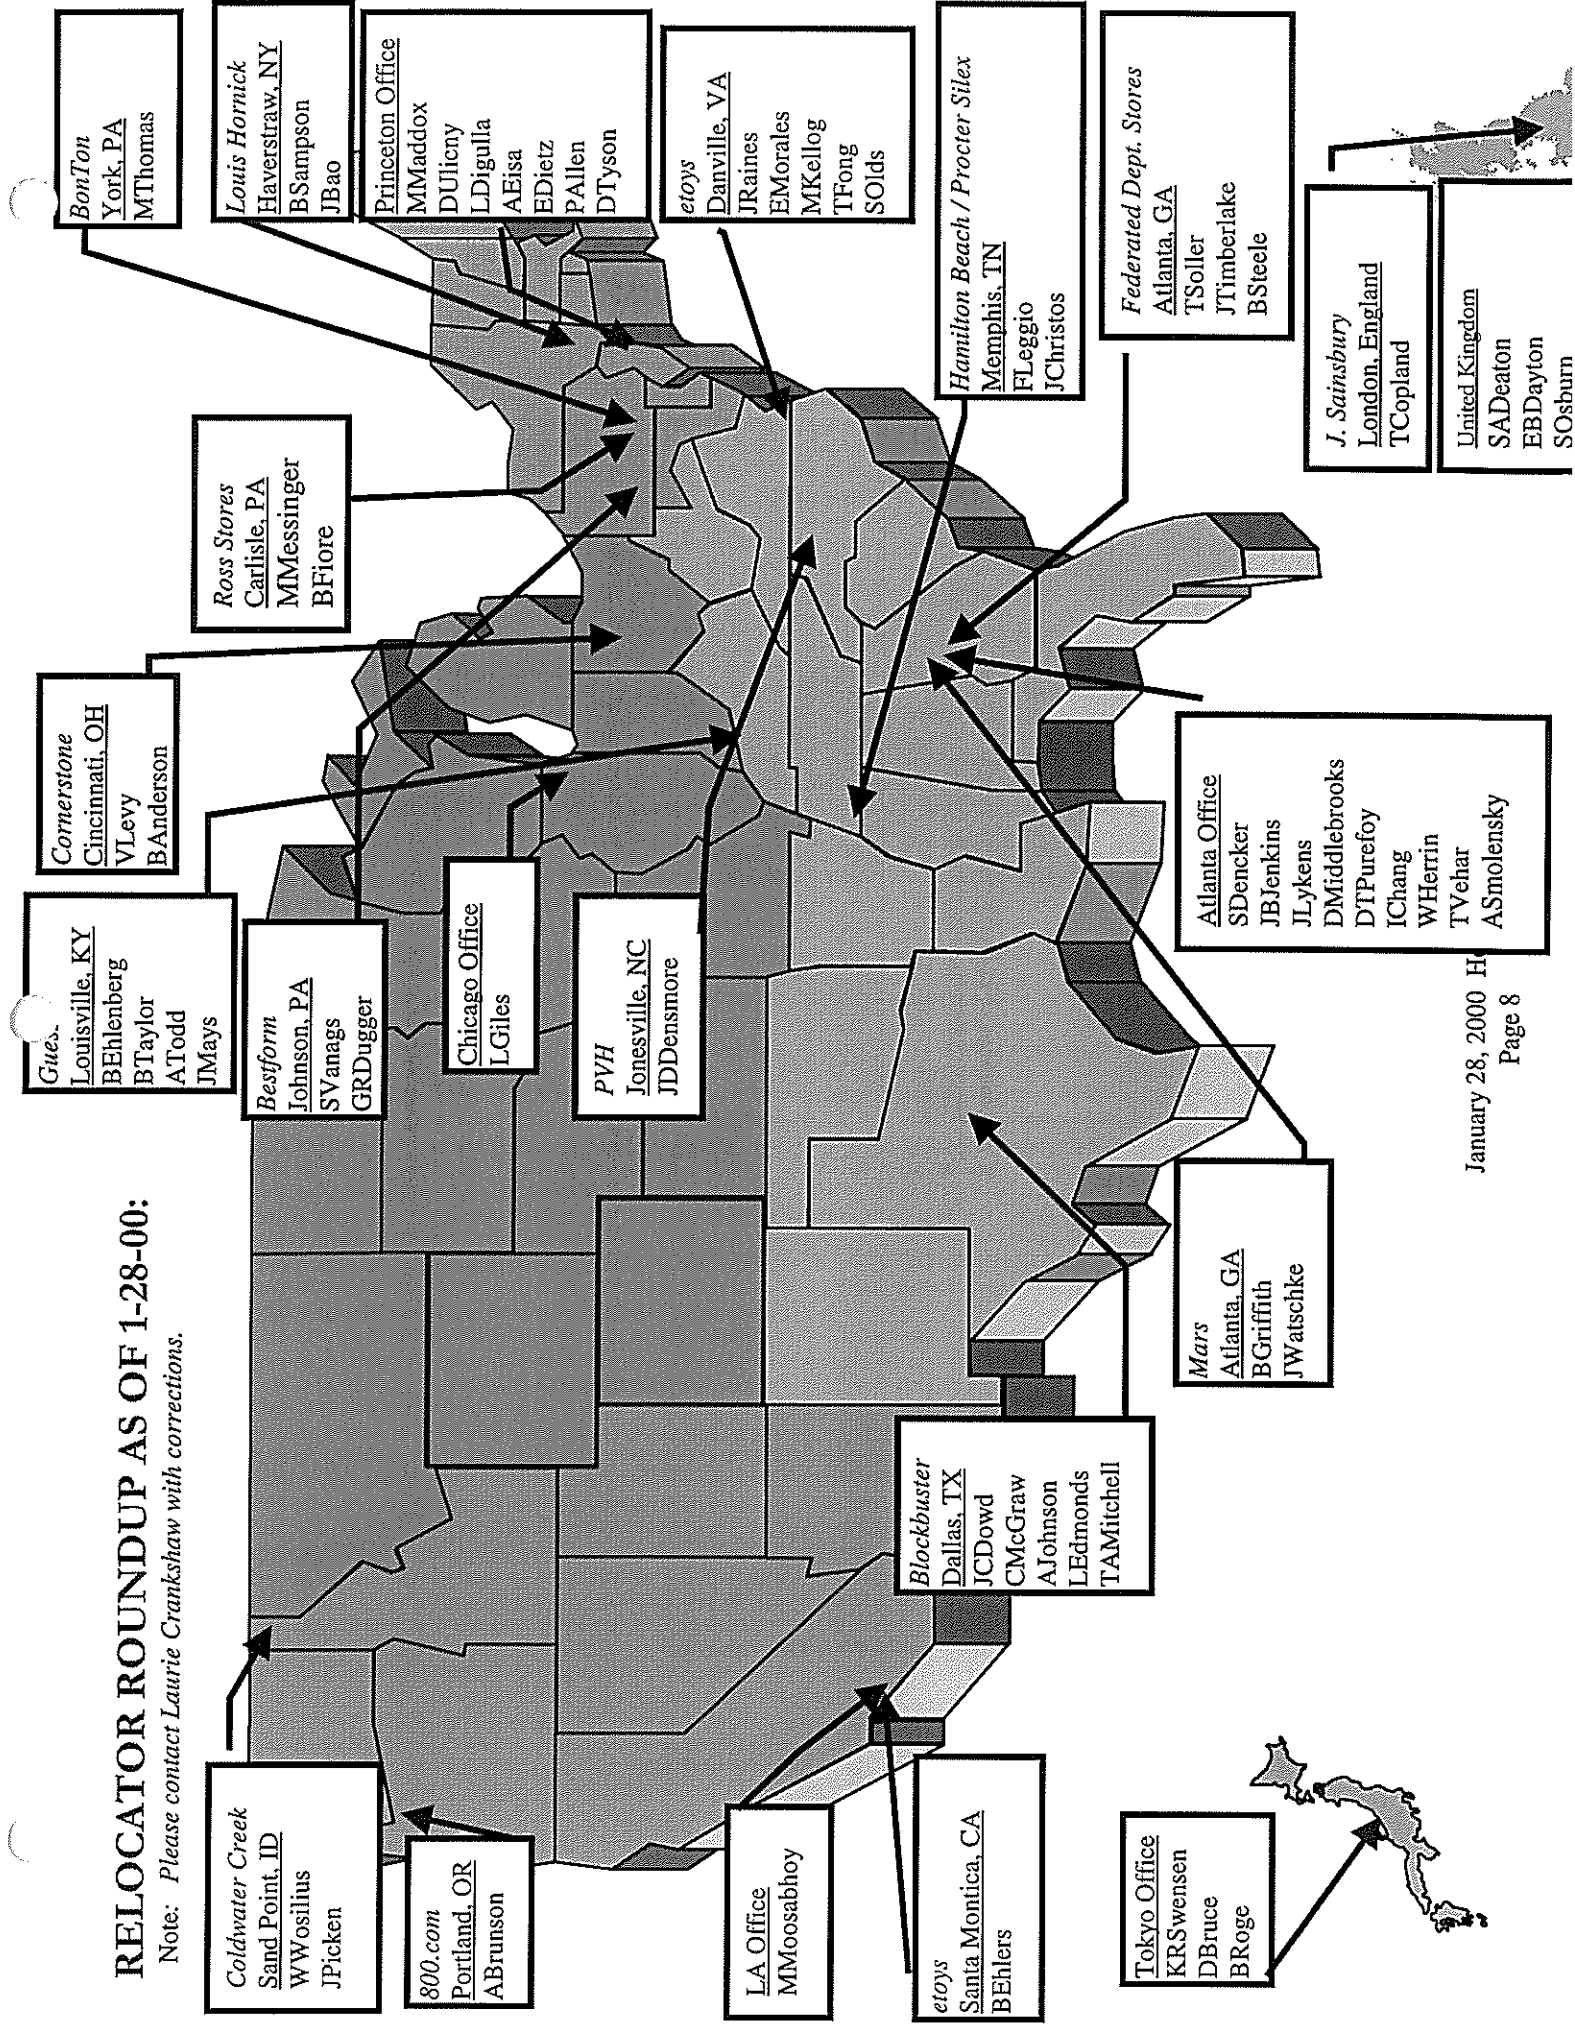 RELOCATOR ROUNDUP AS OF 1-28-00:
Note: Please contact Laurie Crankshaw with corrections.
Coldwater Creek
Sand Point, ID
WWosilius
JPicken
800.com
Portland, OR
ABrunson
LA Office
MMoosabhoy
etoys
Santa Montica, CA
BEhlers
Tokyo Office
KRSwensen
DBruce
BRoge
Blockbuster
Dallas, TX
JCDowd
CMcGraw
AJohnson
LEdmonds
TAMitchell
Mars
Atlanta, GA
BGriffith
JWatschke
Gues
Louisville, KY
BEhlenberg
BTaylor
ATodd
JMays
Bestform
Johnson, PA
SVanags
GRDugger
Chicago Office
LGiles
PVH
Jonesville, NC
JDDensmore
Cornerstone
Cincinnati, OH
VLevy
BAnderson
Ross Stores
Carlisle, PA
MMessinger
BFiore
BonTon
York, PA
MThomas
Louis Hornick
Haverstraw, NY
BSampson
JBao
Princeton Office
MMaddox
DUlicny
LDigulla
AEisa
EDietz
PAllen
DTyson
etoys
Danville, VA
JRaines
EMorales
MKellog
TFong
SOlds
Hamilton Beach / Procter Silex
Memphis, TN
FLeggio
JChristos
Federated Dept. Stores
Atlanta, GA
TSoller
JTimberlake
BSteele
J. Sainsbury
London, England
TCopland
United Kingdom
SADeaton
EBDayton
SOsburn
Atlanta Office
SDencker
JBJenkins
JLykens
DMiddlebrooks
DTPurefoy
IChang
WHerrin
TVehar
ASmolensky
January 28, 2000 H
Page 8